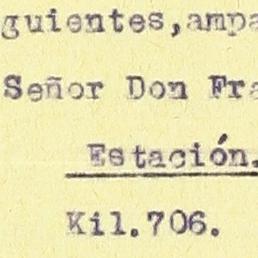 guientes,ampa
Señor Don Fra
Estación.
Kil.706.